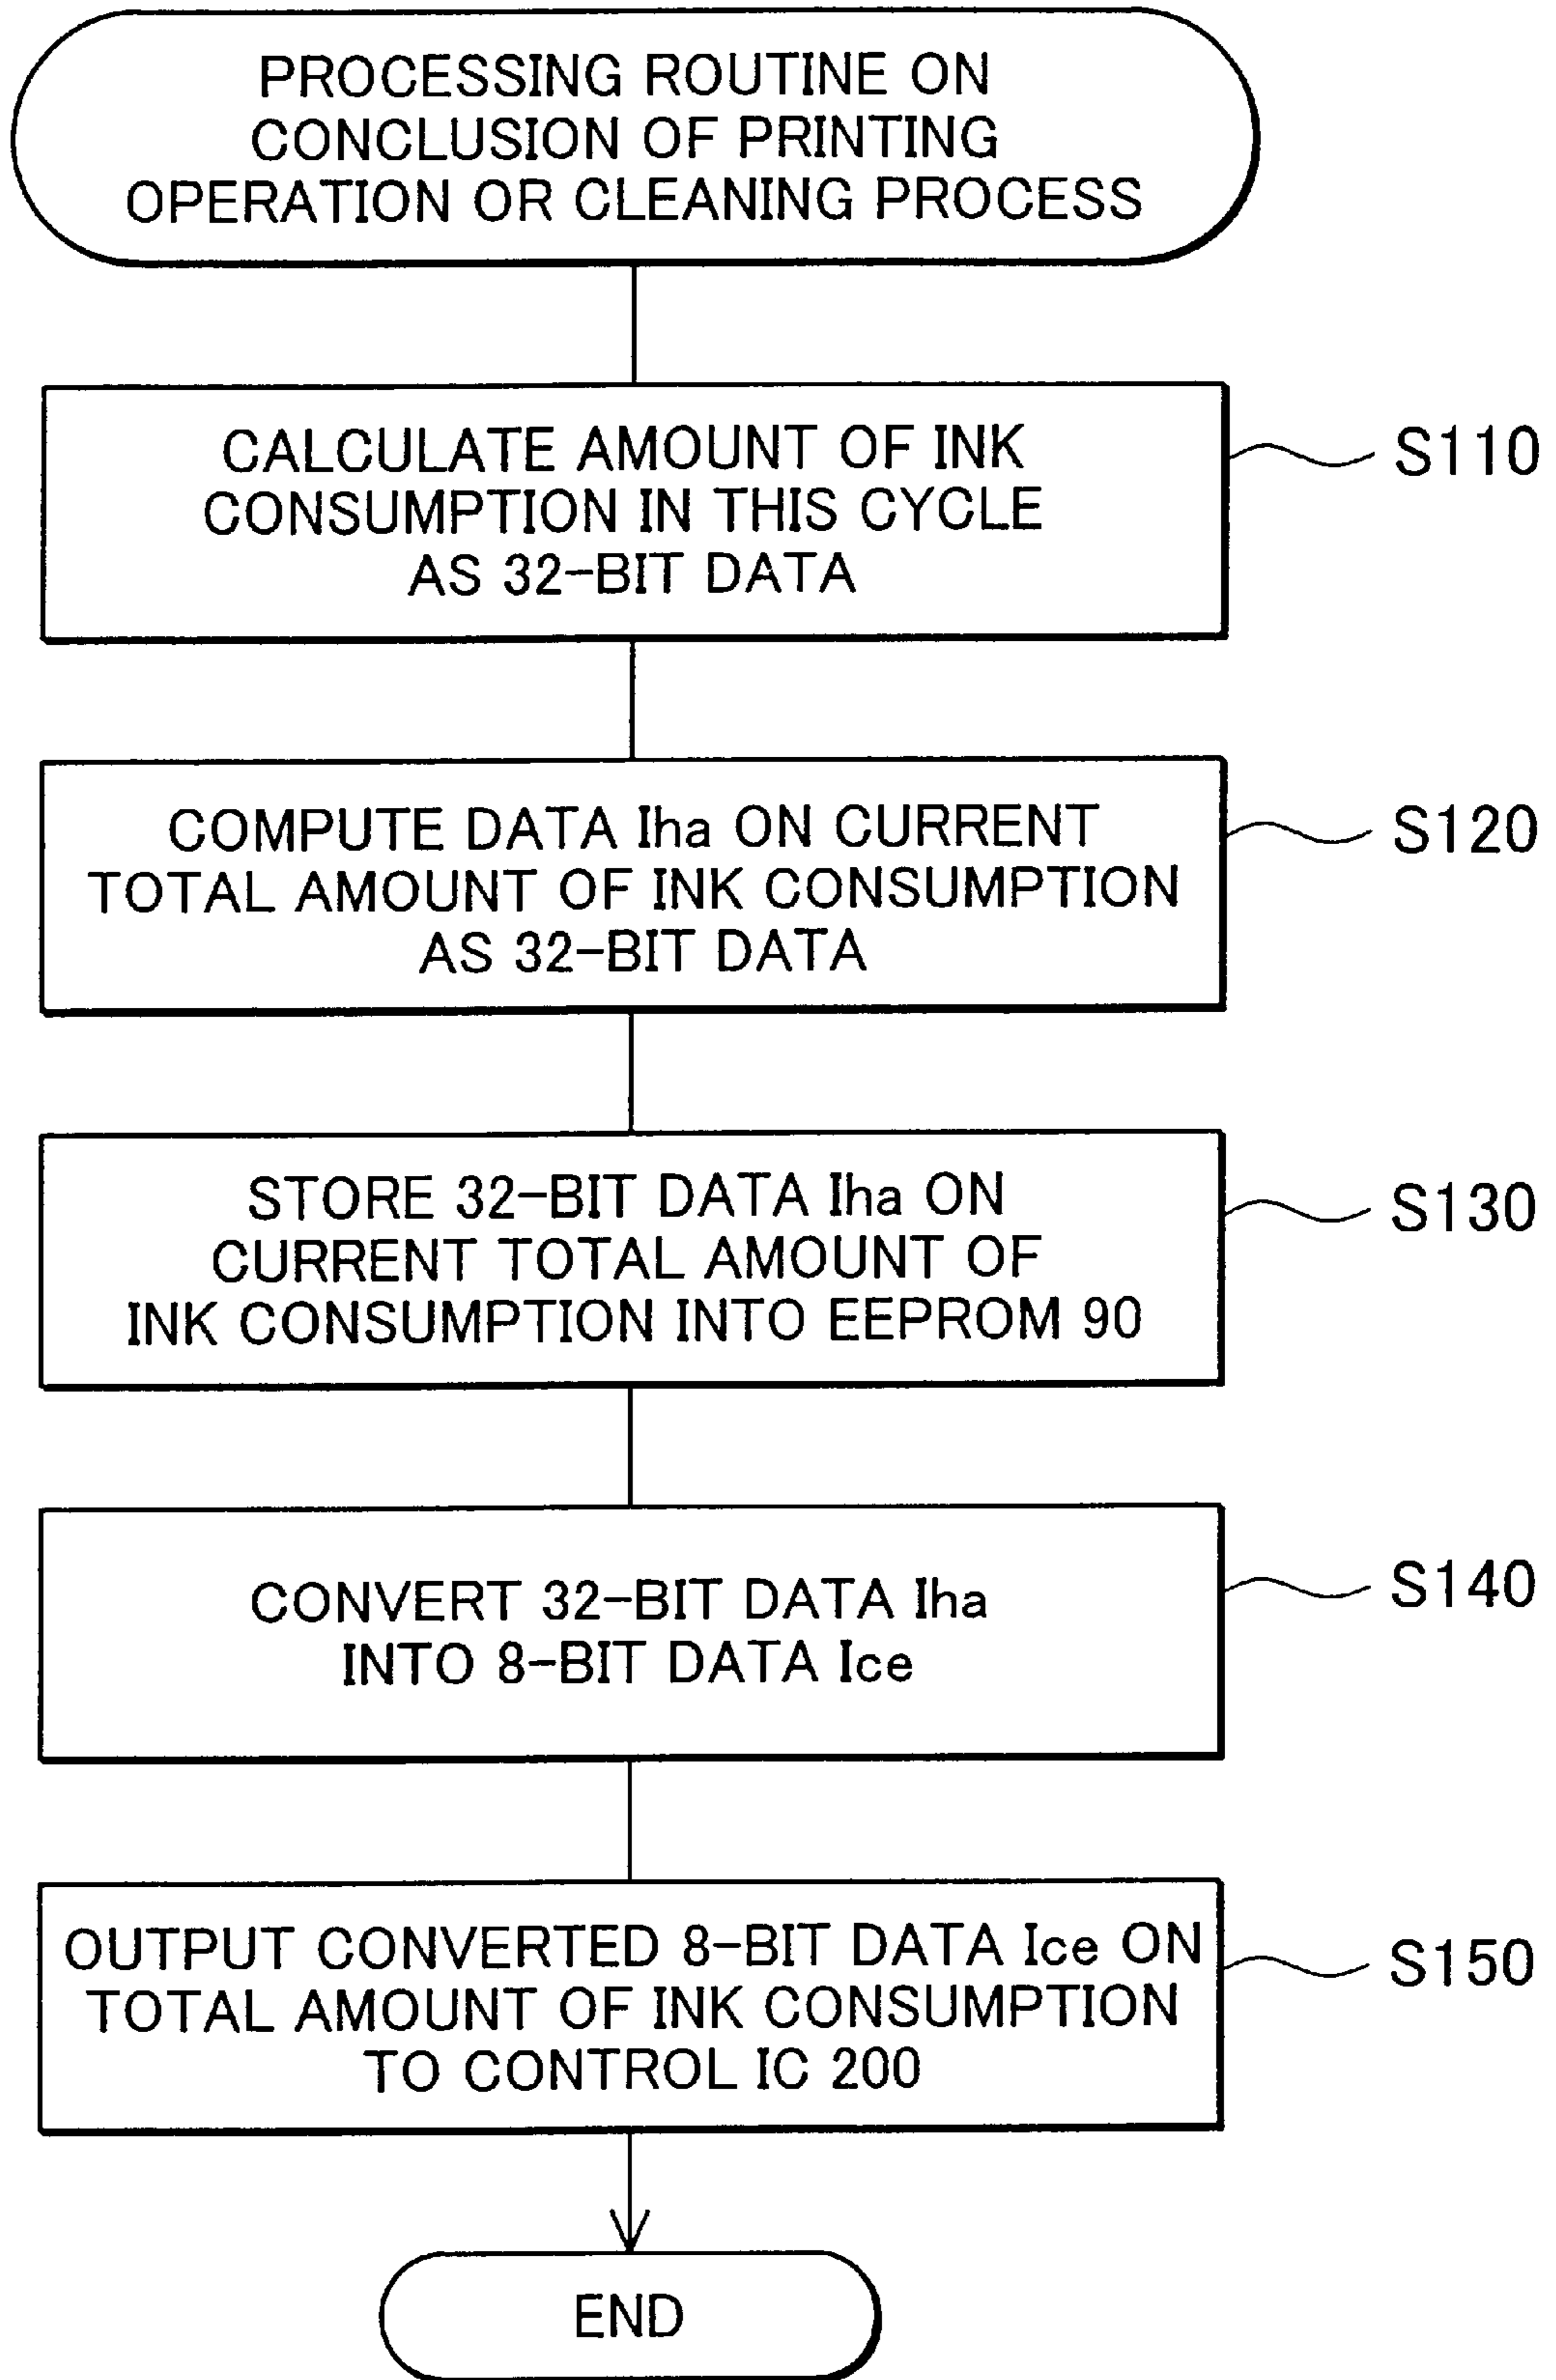 PROCESSING ROUTINE ON
CONCLUSION OF PRINTING
OPERATION OR CLEANING PROCESS
CALCULATE AMOUNT OF INK
CONSUMPTION IN THIS CYCLE
AS 32-BIT DATA
S110
COMPUTE DATA Iha ON CURRENT
TOTAL AMOUNT OF INK CONSUMPTION
AS 32-BIT DATA
S120
STORE 32-BIT DATA Iha ON
CURRENT TOTAL AMOUNT OF
INK CONSUMPTION INTO EEPROM 90
S130
CONVERT 32-BIT DATA Iha
INTO 8-BIT DATA Ice
S140
OUTPUT CONVERTED 8-BIT DATA Ice ON
TOTAL AMOUNT OF INK CONSUMPTION
TO CONTROL IC 200
S150
END